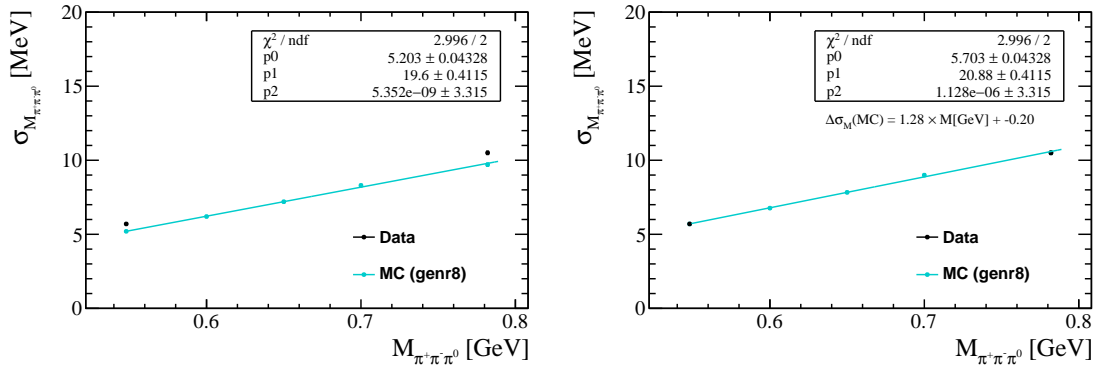 σ_{M_{π⁺π⁻π⁰}} [MeV]
20
15
10
5
0
χ² / ndf 2.996 / 2
p0 5.203 ± 0.04328
p1 19.6 ± 0.4115
p2 5.352e−09 ± 3.315
Data
MC (genr8)
0.6 0.7 0.8
M_{π⁺π⁻π⁰} [GeV]
σ_{M_{π⁺π⁻π⁰}} [MeV]
20
15
10
5
0
χ² / ndf 2.996 / 2
p0 5.703 ± 0.04328
p1 20.88 ± 0.4115
p2 1.128e−06 ± 3.315
Δσ_M(MC) = 1.28 × M[GeV] + -0.20
Data
MC (genr8)
0.6 0.7 0.8
M_{π⁺π⁻π⁰} [GeV]